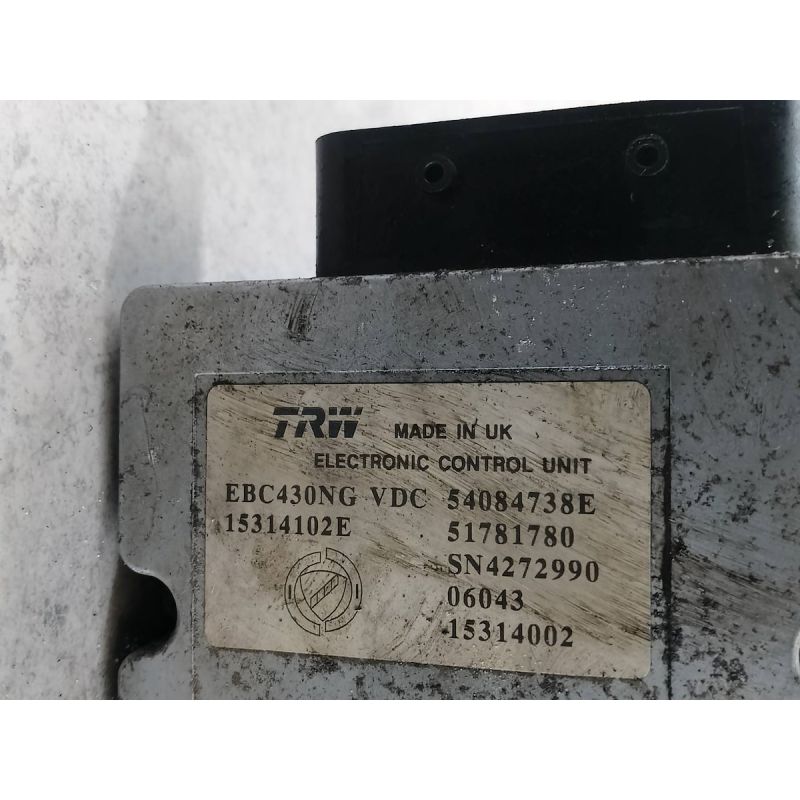 TRW MADE IN UK
ELECTRONIC CONTROL UNIT
EBC430NG VDC 54084738E
15314102E 51781780
SN4272990
06043
15314002